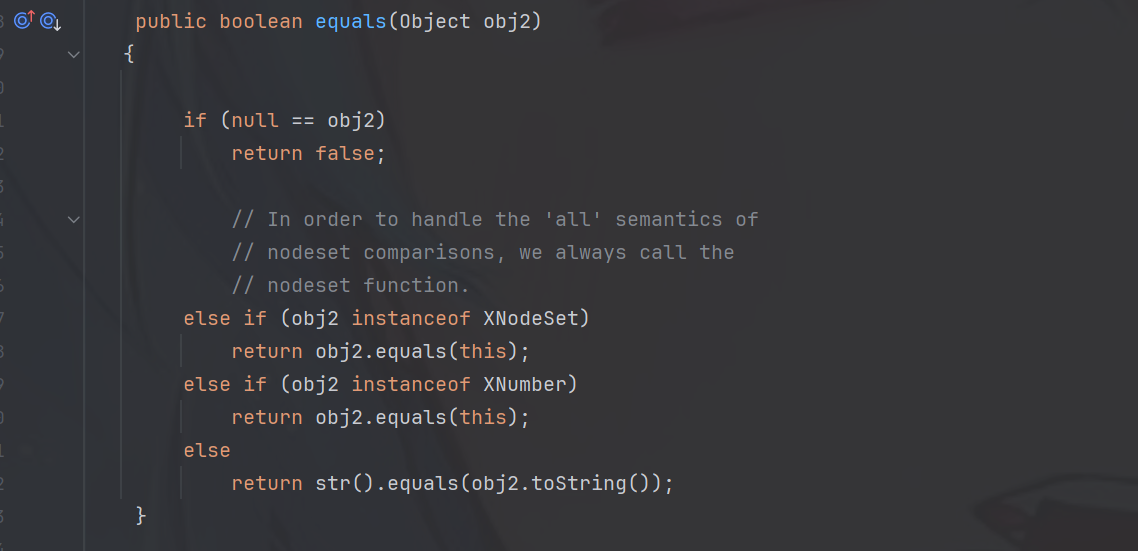 public boolean equals(Object obj2)
{
if (null == obj2)
return false;
// In order to handle the 'all' semantics of
// nodeset comparisons, we always call the
// nodeset function.
else if (obj2 instanceof XNodeSet)
return obj2.equals(this);
else if (obj2 instanceof XNumber)
return obj2.equals(this);
else
return str().equals(obj2.toString());
}